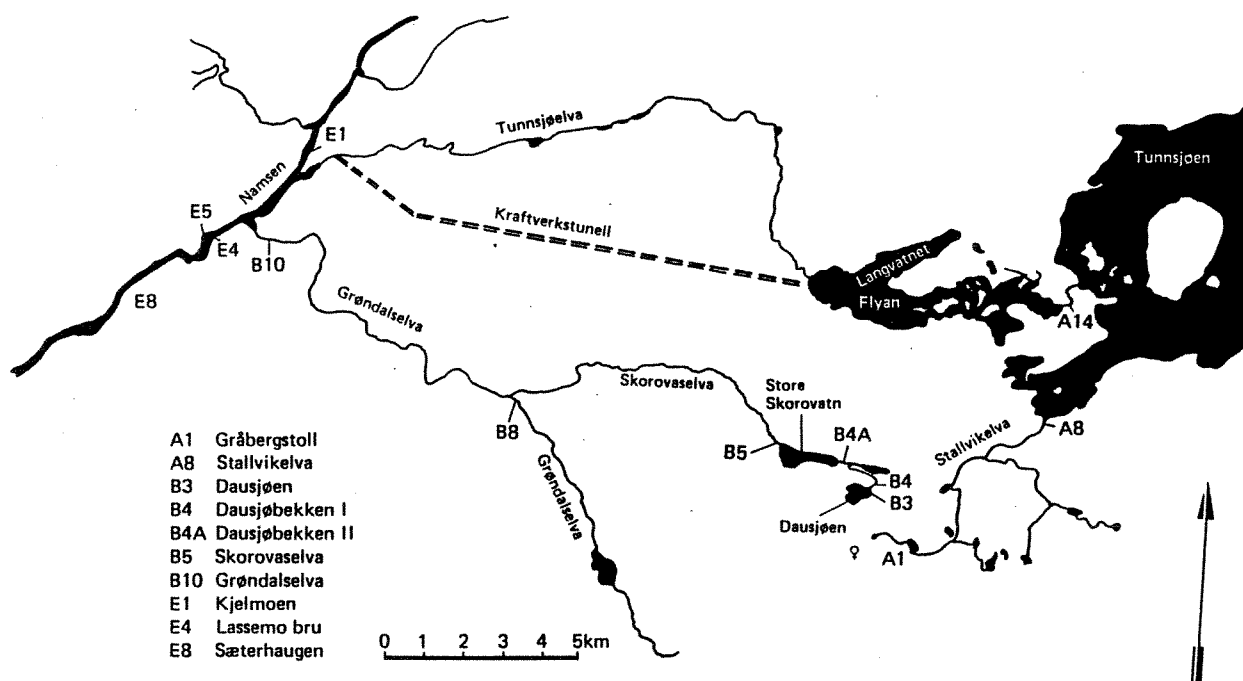 Tunnsjøelva
E1
Tunnsjøen
Namsen
E5
E4
B10
Kraftverkstunell
Langvatnet
Flyan
A14
E8
Grøndalselva
Skorovaselva
Store
Skorovatn
B8
B5
B4A
B4
B3
Dausjøen
Stallvikelva
A8
A1
Grøndalselva
A1 Gråbergstoll
A8 Stallvikelva
B3 Dausjøen
B4 Dausjøbekken I
B4A Dausjøbekken II
B5 Skorovaselva
B10 Grøndalselva
E1 Kjelmoen
E4 Lassemo bru
E8 Sæterhaugen
0 1 2 3 4 5km